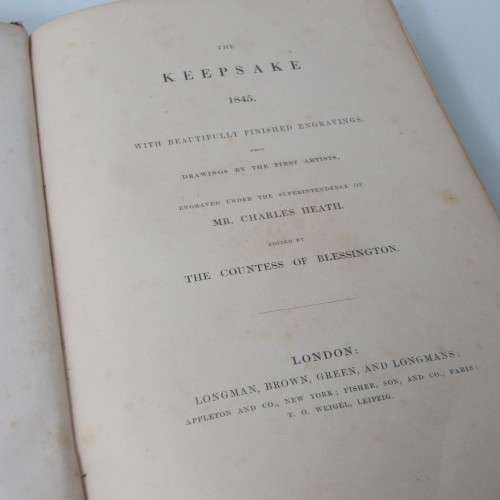 THE
KEEPSAKE
1845.
WITH BEAUTIFULLY FINISHED ENGRAVINGS,
FROM
DRAWINGS BY THE FIRST ARTISTS,
ENGRAVED UNDER THE SUPERINTENDENCE OF
MR. CHARLES HEATH.
EDITED BY
THE COUNTESS OF BLESSINGTON.
LONDON:
LONGMAN, BROWN, GREEN, AND LONGMANS;
APPLETON AND CO., NEW YORK; FISHER, SON, AND CO., PARIS;
T. O. WEIGEL, LEIPZIG.